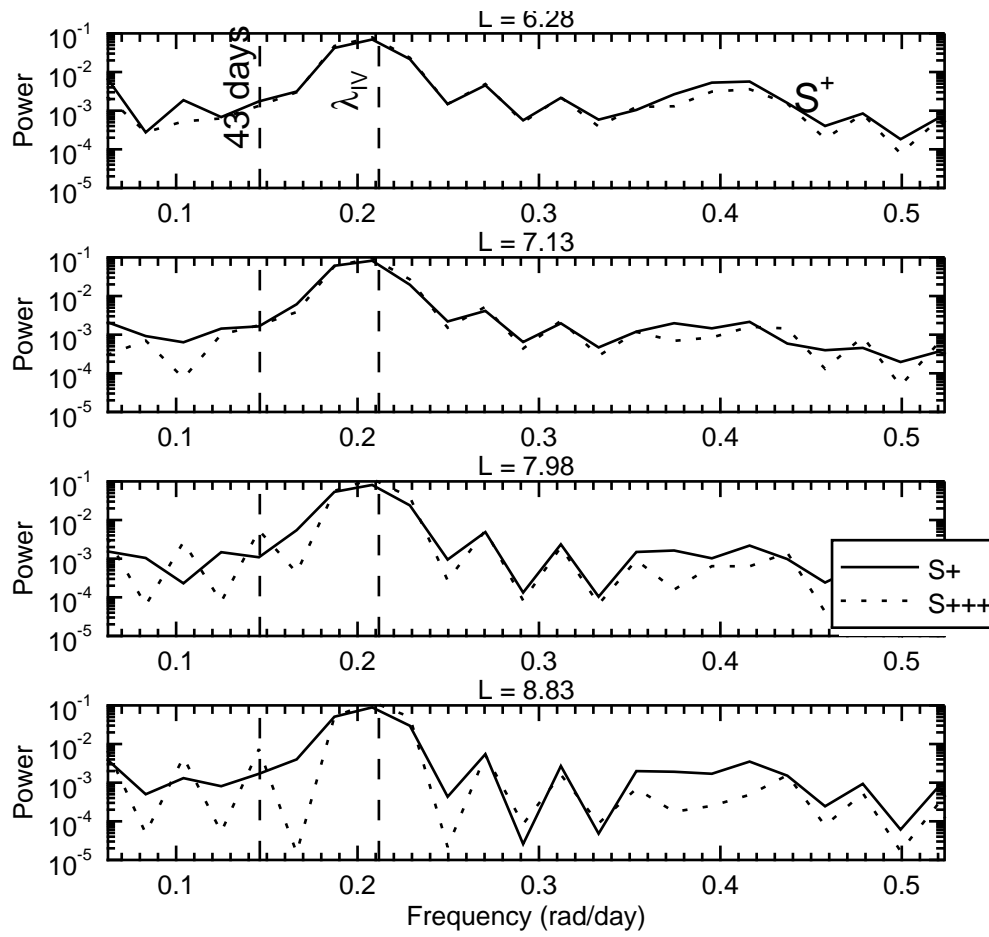 L = 6.28
Power
10^-1
10^-2
10^-3
10^-4
10^-5
43 days
λ_IV
S^+
0.1 0.2 0.3 0.4 0.5
L = 7.13
Power
10^-1
10^-2
10^-3
10^-4
10^-5
0.1 0.2 0.3 0.4 0.5
L = 7.98
Power
10^-1
10^-2
10^-3
10^-4
10^-5
S+
S+++
0.1 0.2 0.3 0.4 0.5
L = 8.83
Power
10^-1
10^-2
10^-3
10^-4
10^-5
0.1 0.2 0.3 0.4 0.5
Frequency (rad/day)